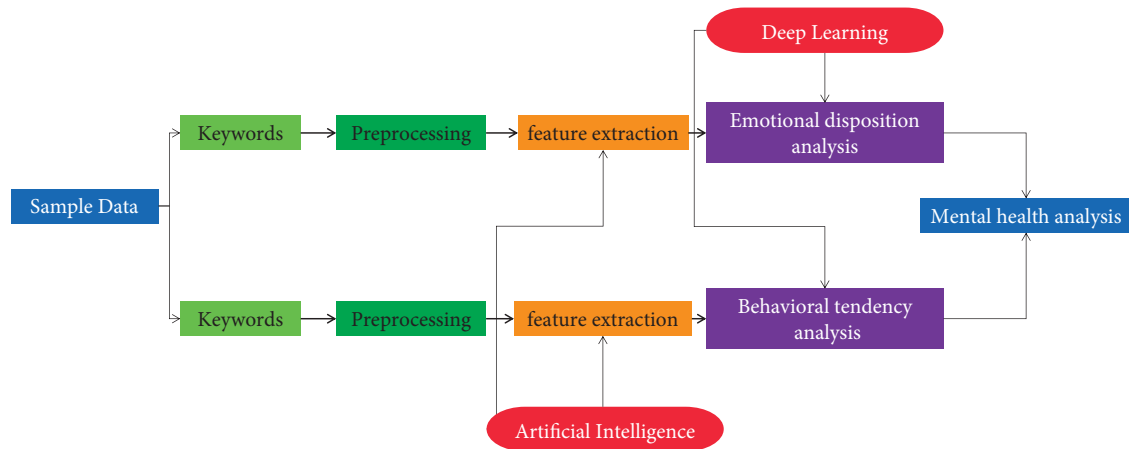 Deep Learning
Keywords
Preprocessing
feature extraction
Emotional disposition
analysis
Sample Data
Mental health analysis
Keywords
Preprocessing
feature extraction
Behavioral tendency
analysis
Artificial Intelligence